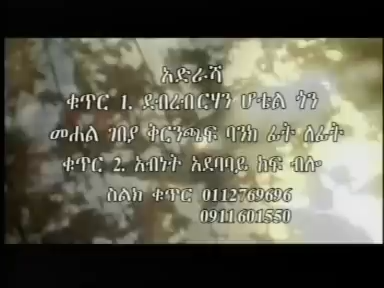 አድራሻ
ቁጥር 1. ደብረብርሃን ሆቴል ጎን
መሐል ገበያ ቅርንጫፍ ባንክ ፊት ለፊት
ቁጥር 2. አብነት አደባባይ ከፍ ብሎ
ስልክ ቁጥር 0112769696
0911601550